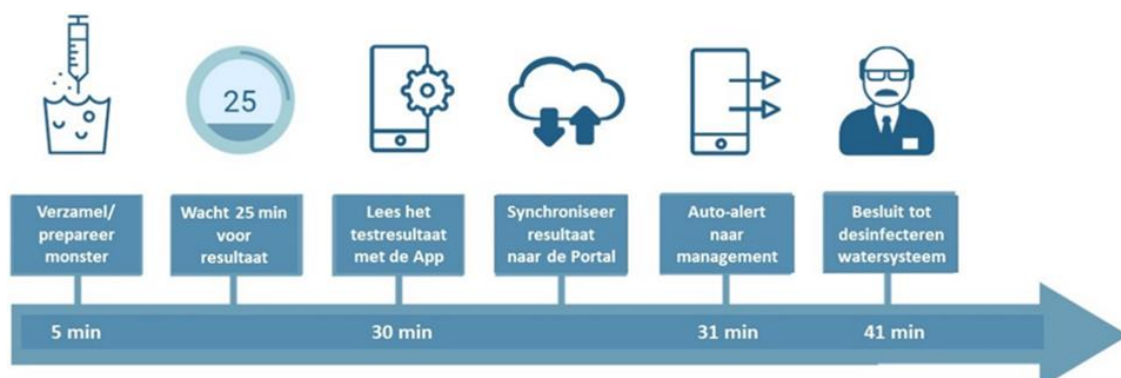 25
Verzamel/
prepareer
monster
Wacht 25 min
voor
resultaat
Lees het
testresultaat
met de App
Synchroniseer
resultaat
naar de Portal
Auto-alert
naar
management
Besluit tot
desinfecteren
watersysteem
5 min
30 min
31 min
41 min